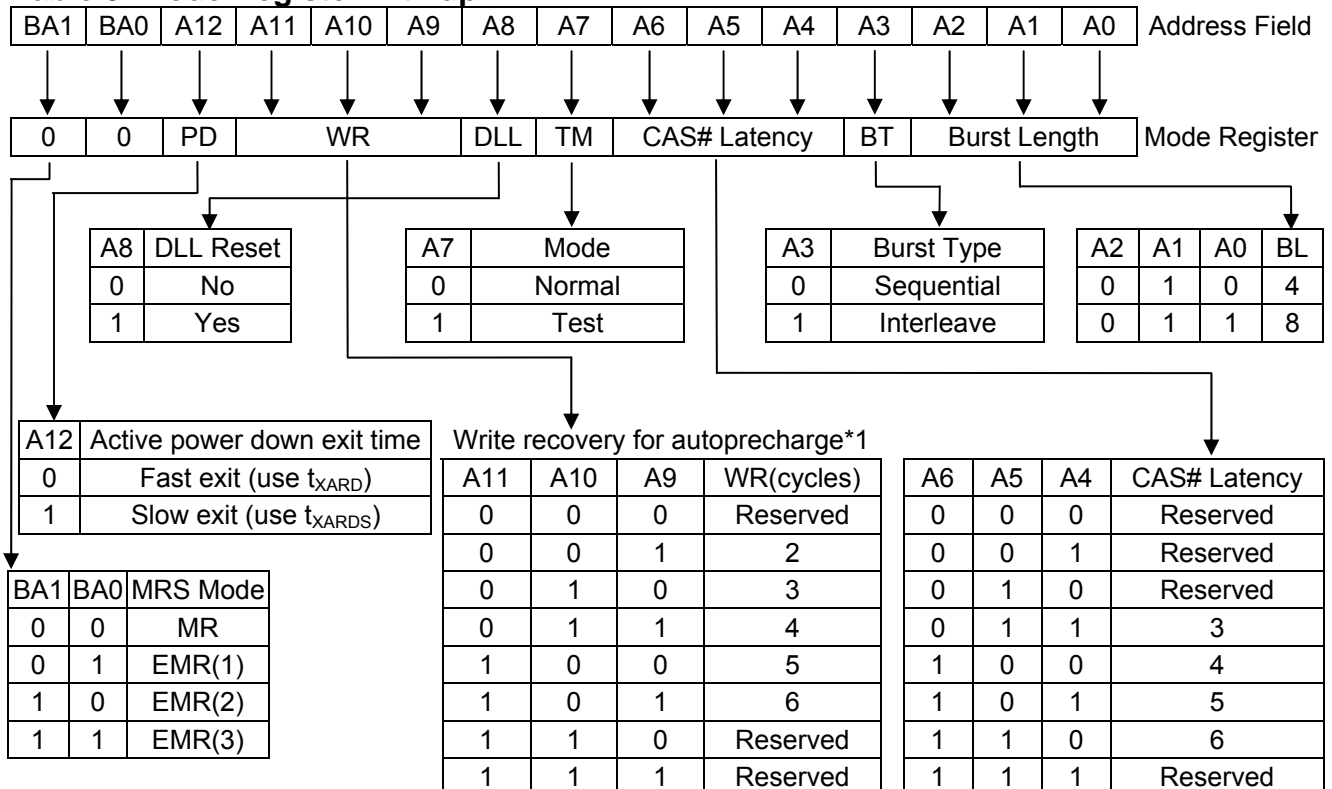 BA1 BA0 A12 A11 A10 A9 A8 A7 A6 A5 A4 A3 A2 A1 A0 Address Field
0 0 PD WR DLL TM CAS# Latency BT Burst Length Mode Register
A8 DLL Reset
0 No
1 Yes
A7 Mode
0 Normal
1 Test
A3 Burst Type
0 Sequential
1 Interleave
A2 A1 A0 BL
0 1 0 4
0 1 1 8
A12 Active power down exit time
0 Fast exit (use tXARD)
1 Slow exit (use tXARDS)
BA1 BA0 MRS Mode
0 0 MR
0 1 EMR(1)
1 0 EMR(2)
1 1 EMR(3)
Write recovery for autoprecharge*1
A11 A10 A9 WR(cycles)
0 0 0 Reserved
0 0 1 2
0 1 0 3
0 1 1 4
1 0 0 5
1 0 1 6
1 1 0 Reserved
1 1 1 Reserved
A6 A5 A4 CAS# Latency
0 0 0 Reserved
0 0 1 Reserved
0 1 0 Reserved
0 1 1 3
1 0 0 4
1 0 1 5
1 1 0 6
1 1 1 Reserved